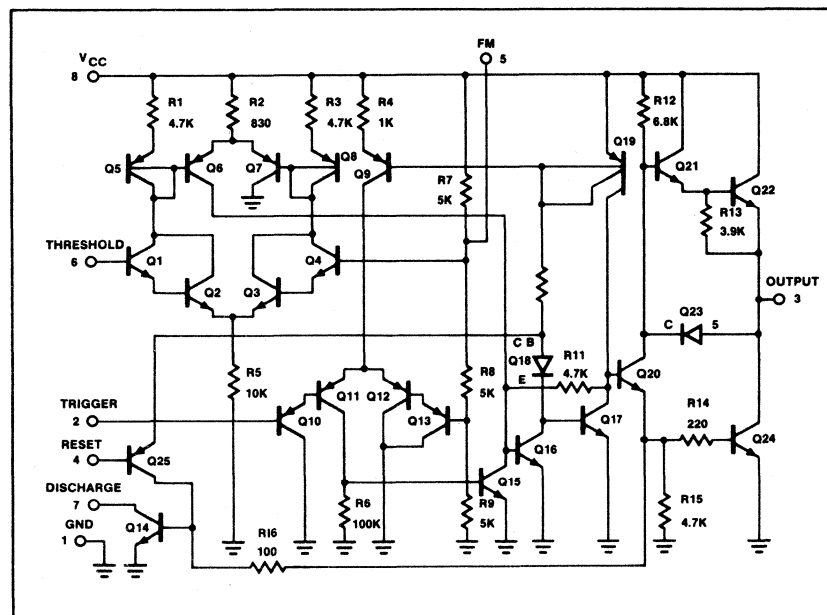 FM
5
VCC
8
R1
4.7K
R2
830
R3
4.7K
R4
1K
R12
6.8K
Q19
Q5
Q6
Q7
Q8
Q9
R7
5K
Q21
Q22
R13
3.9K
THRESHOLD
6
Q1
Q2
Q3
Q4
OUTPUT
3
C
Q23
5
C B
Q18
E
R11
4.7K
R5
10K
R8
5K
Q20
TRIGGER
2
Q10
Q11
Q12
Q13
Q17
R14
220
RESET
4
Q25
Q16
Q24
DISCHARGE
7
Q14
Q15
R6
100K
R9
5K
R15
4.7K
GND
1
R16
100